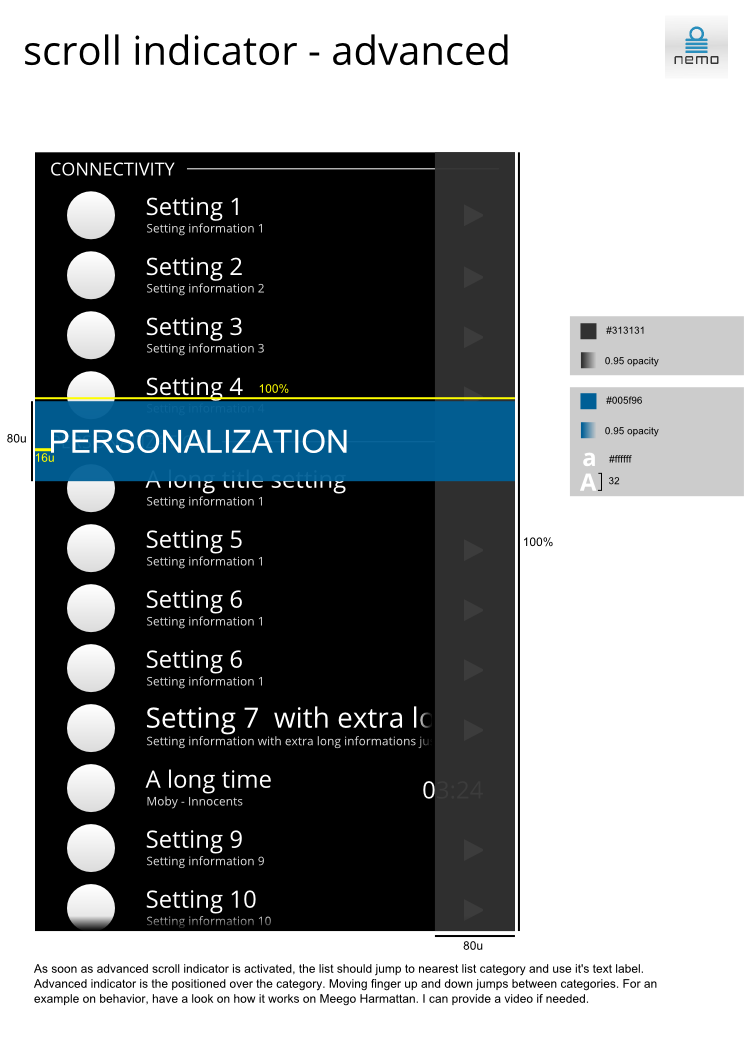 scroll indicator - advanced
nemo
CONNECTIVITY
Setting 1
Setting information 1
Setting 2
Setting information 2
Setting 3
Setting information 3
Setting 4
100%
Setting information 4
80u
PERSONALIZATION
16u
A long title setting
Setting information 1
Setting 5
Setting information 1
Setting 6
Setting information 1
Setting 6
Setting information 1
Setting 7 with extra lo
Setting information with extra long informations ju
A long time
03:24
Moby - Innocents
Setting 9
Setting information 9
Setting 10
Setting information 10
100%
80u
#313131
0.95 opacity
#005f96
0.95 opacity
a #ffffff
A 32
As soon as advanced scroll indicator is activated, the list should jump to nearest list category and use it's text label.
Advanced indicator is the positioned over the category. Moving finger up and down jumps between categories. For an
example on behavior, have a look on how it works on Meego Harmattan. I can provide a video if needed.